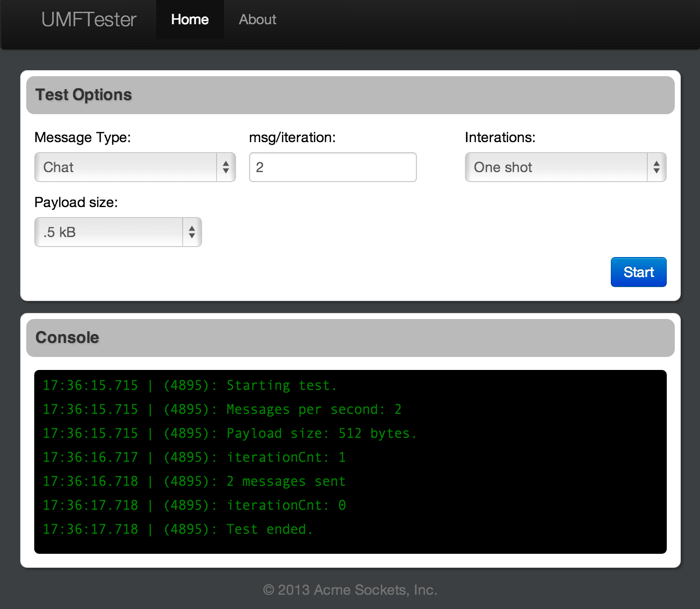 UMFTester Home About
Test Options
Message Type: msg/iteration: Interations:
Chat 2 One shot
Payload size:
.5 kB
Start
Console
17:36:15.715 | (4895): Starting test.
17:36:15.715 | (4895): Messages per second: 2
17:36:15.715 | (4895): Payload size: 512 bytes.
17:36:16.717 | (4895): iterationCnt: 1
17:36:16.718 | (4895): 2 messages sent
17:36:17.718 | (4895): iterationCnt: 0
17:36:17.718 | (4895): Test ended.
© 2013 Acme Sockets, Inc.